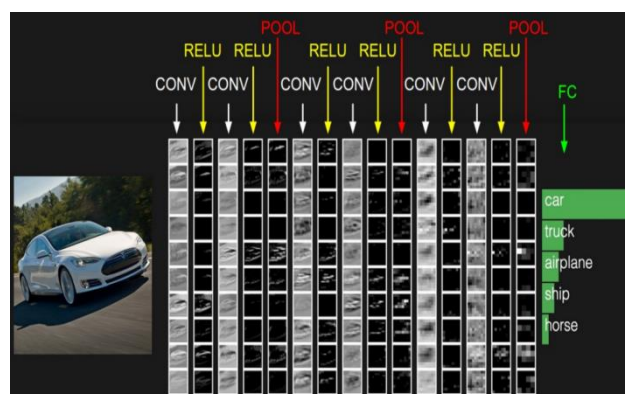 POOL POOL POOL
RELU RELU RELU RELU RELU RELU
CONV CONV CONV CONV CONV CONV
FC
car
truck
airplane
ship
horse